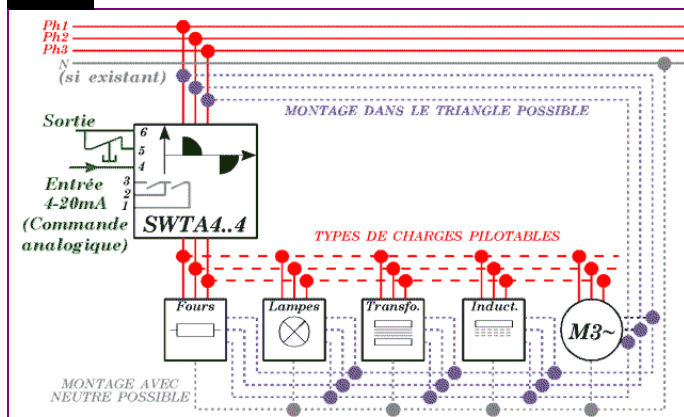 Ph1
Ph2
Ph3
N
(si existant)
MONTAGE DANS LE TRIANGLE POSSIBLE
Sortie
6
5
4
Entrée
4-20mA
(Commande
analogique)
3
2
1
SWTA4..4
TYPES DE CHARGES PILOTABLES
Fours
Lampes
Transfo.
Induct.
M3~
MONTAGE AVEC
NEUTRE POSSIBLE